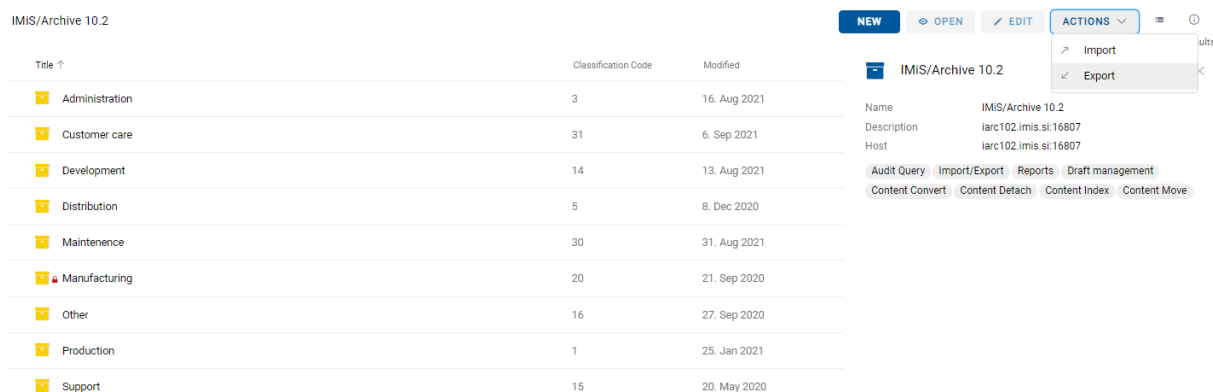 IMiS/Archive 10.2
NEW OPEN EDIT ACTIONS
Import
Export
Title Classification Code Modified
Administration 3 16. Aug 2021
Customer care 31 6. Sep 2021
Development 14 13. Aug 2021
Distribution 5 8. Dec 2020
Maintenence 30 31. Aug 2021
Manufacturing 20 21. Sep 2020
Other 16 27. Sep 2020
Production 1 25. Jan 2021
Support 15 20. May 2020
IMiS/Archive 10.2
Name IMiS/Archive 10.2
Description iarc102.imis.si:16807
Host iarc102.imis.si:16807
Audit Query Import/Export Reports Draft management
Content Convert Content Detach Content Index Content Move